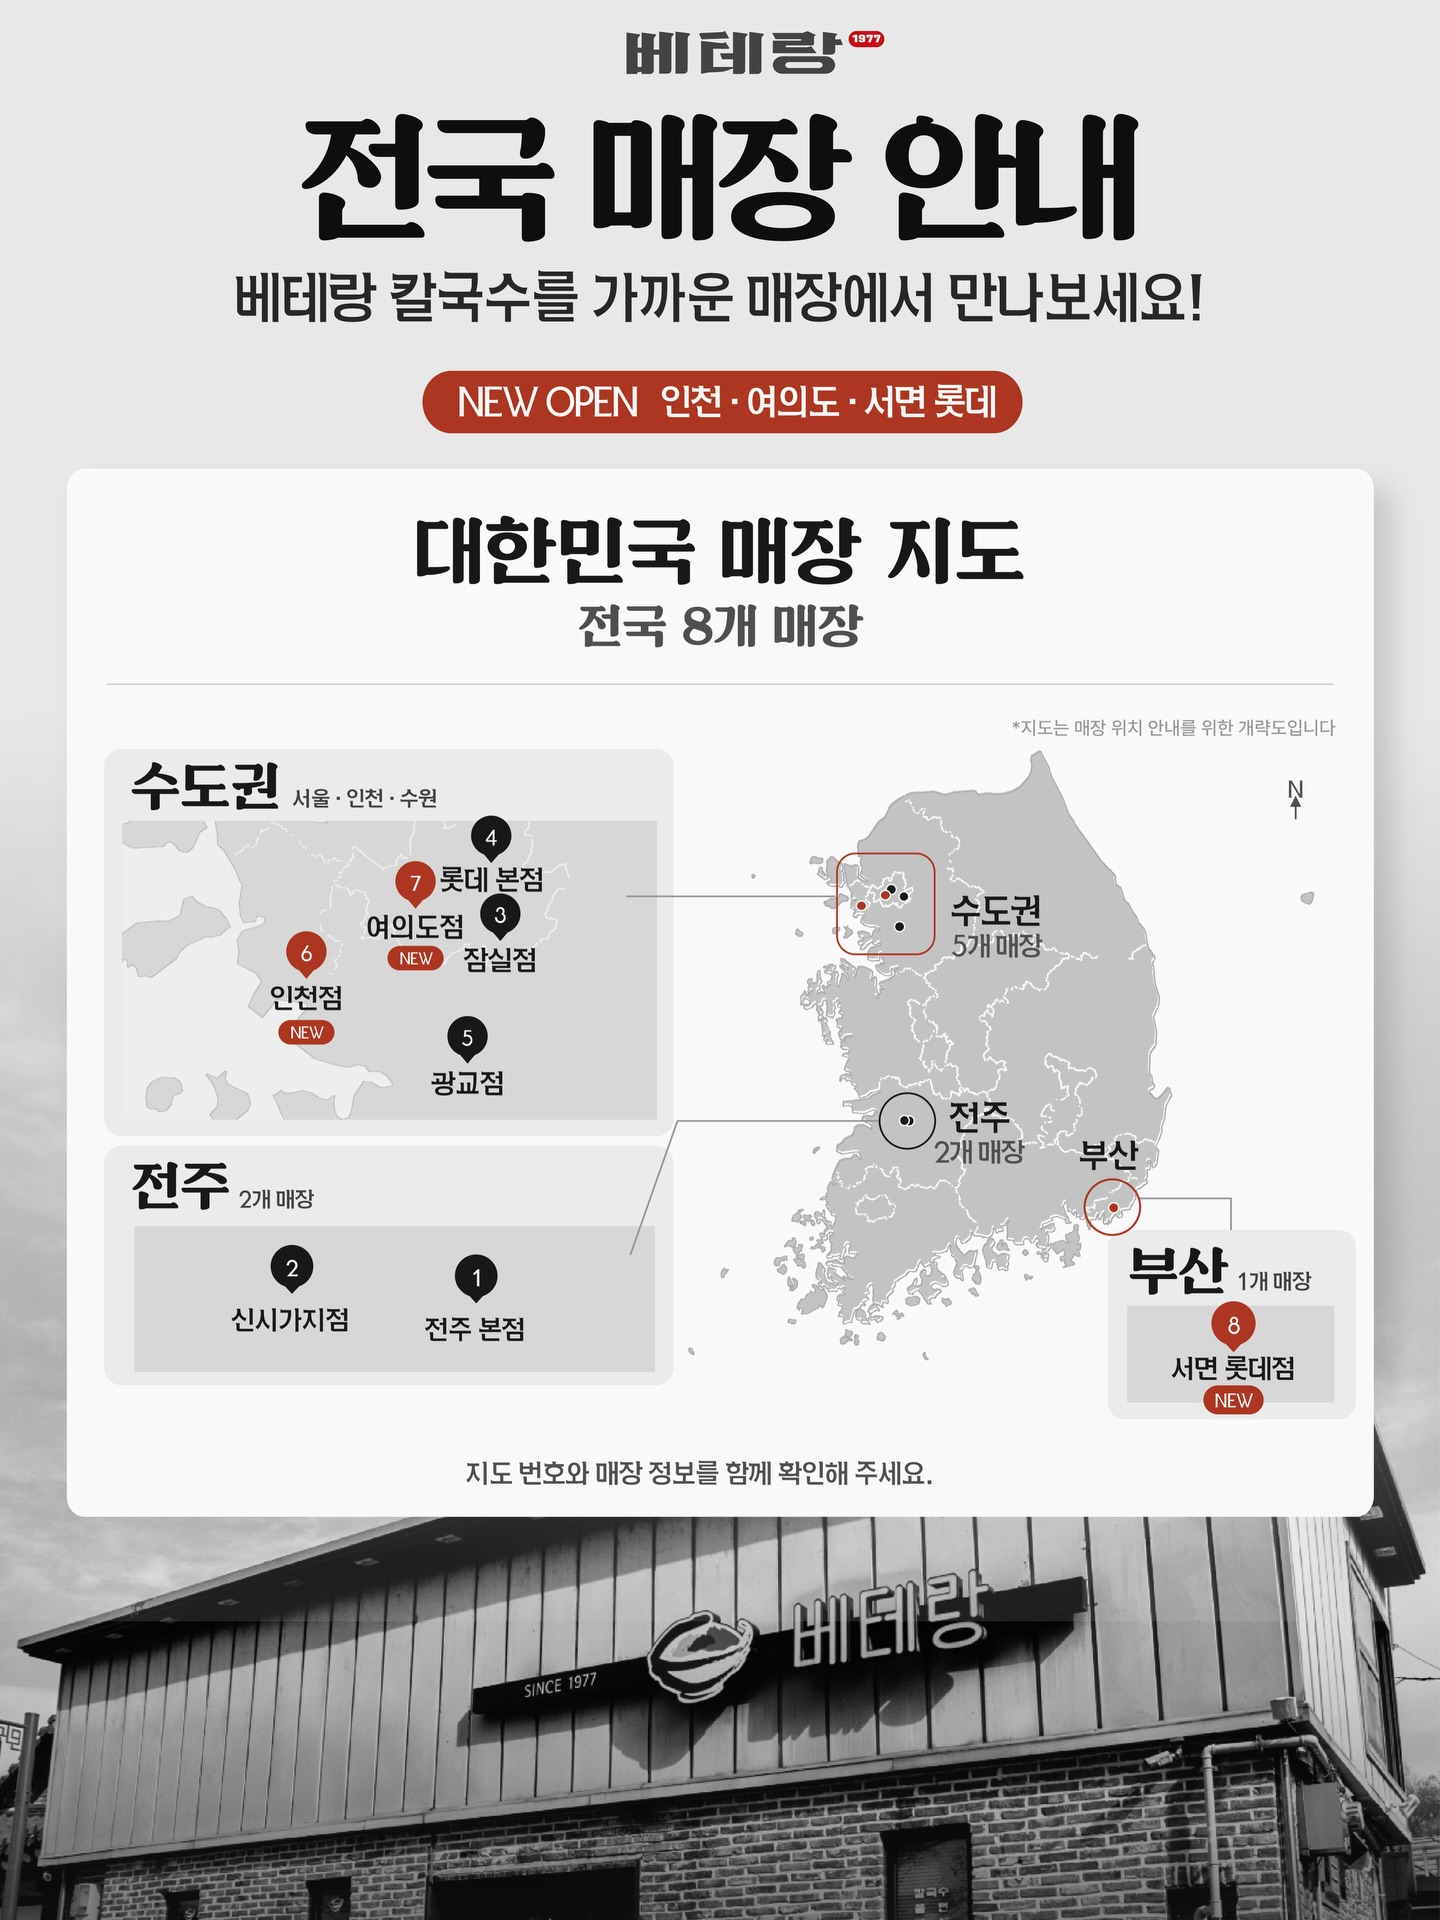 베테랑 1977
전국 매장 안내
베테랑 칼국수를 가까운 매장에서 만나보세요!
NEW OPEN 인천 · 여의도 · 서면 롯데
대한민국 매장 지도
전국 8개 매장
*지도는 매장 위치 안내를 위한 개략도입니다
수도권 서울 · 인천 · 수원
4
롯데 본점
7
여의도점
NEW
3
잠실점
6
인천점
NEW
5
광교점
N
수도권
5개 매장
전주
2개 매장
부산
전주 2개 매장
2
신시가지점
1
전주 본점
부산 1개 매장
8
서면 롯데점
NEW
지도 번호와 매장 정보를 함께 확인해 주세요.
SINCE 1977
베테랑
칼국수